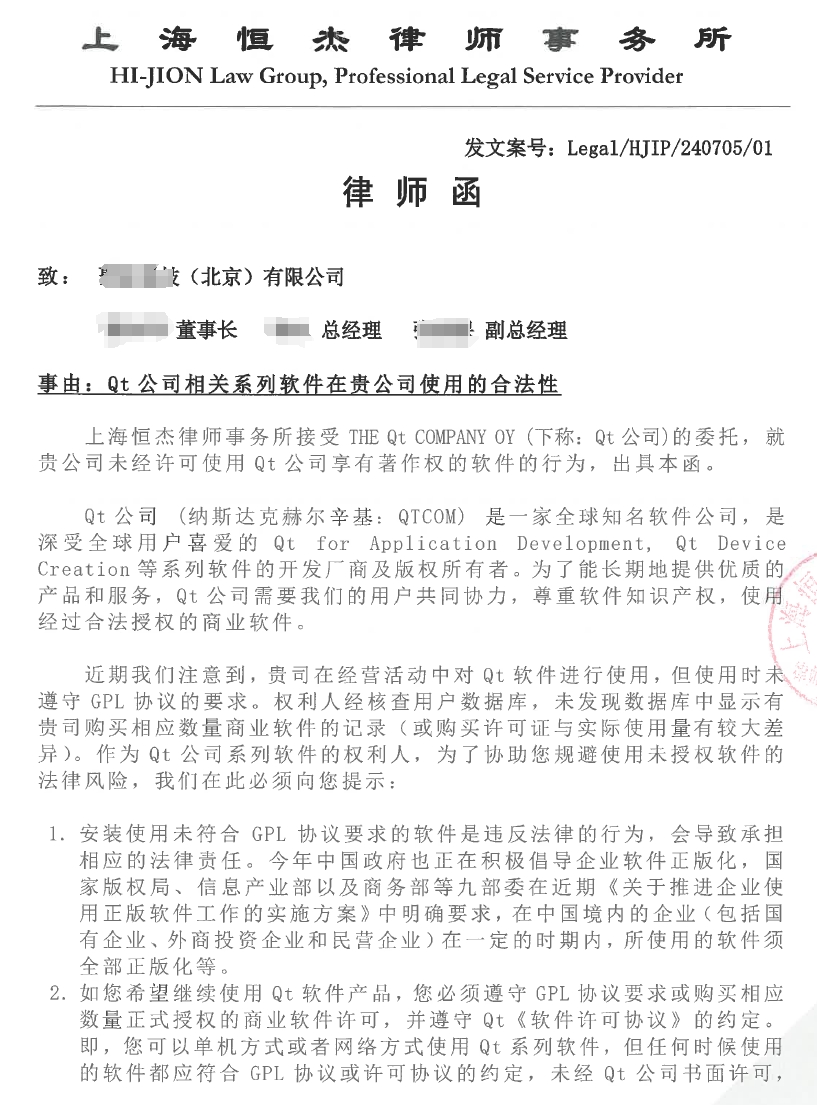 上海恒杰律师事务所
HI-JION Law Group, Professional Legal Service Provider
发文案号：Legal/HJIP/240705/01
律师函
致： 技（北京）有限公司
董事长 总经理 副总经理
事由：Qt 公司相关系列软件在贵公司使用的合法性
上海恒杰律师事务所接受 THE Qt COMPANY OY (下称：Qt 公司)的委托，就
贵公司未经许可使用 Qt 公司享有著作权的软件的行为，出具本函。
Qt 公司 (纳斯达克赫尔辛基：QTCOM) 是一家全球知名软件公司，是
深受全球用户喜爱的 Qt for Application Development, Qt Device
Creation 等系列软件的开发厂商及版权所有者。为了能长期地提供优质的
产品和服务，Qt 公司需要我们的用户共同协力，尊重软件知识产权，使用
经过合法授权的商业软件。
近期我们注意到，贵司在经营活动中对 Qt 软件进行使用，但使用时未
遵守 GPL 协议的要求。权利人经核查用户数据库，未发现数据库中显示有
贵司购买相应数量商业软件的记录（或购买许可证与实际使用量有较大差
异）。作为 Qt 公司系列软件的权利人，为了协助您规避使用未授权软件的
法律风险，我们在此必须向您提示：
1. 安装使用未符合 GPL 协议要求的软件是违反法律的行为，会导致承担
相应的法律责任。今年中国政府也正在积极倡导企业软件正版化，国
家版权局、信息产业部以及商务部等九部委在近期《关于推进企业使
用正版软件工作的实施方案》中明确要求，在中国境内的企业（包括国
有企业、外商投资企业和民营企业）在一定的时期内，所使用的软件须
全部正版化等。
2. 如您希望继续使用 Qt 软件产品，您必须遵守 GPL 协议要求或购买相应
数量正式授权的商业软件许可，并遵守 Qt《软件许可协议》的约定。
即，您可以单机方式或者网络方式使用 Qt 系列软件，但任何时候使用
的软件都应符合 GPL 协议或许可协议的约定，未经 Qt 公司书面许可，